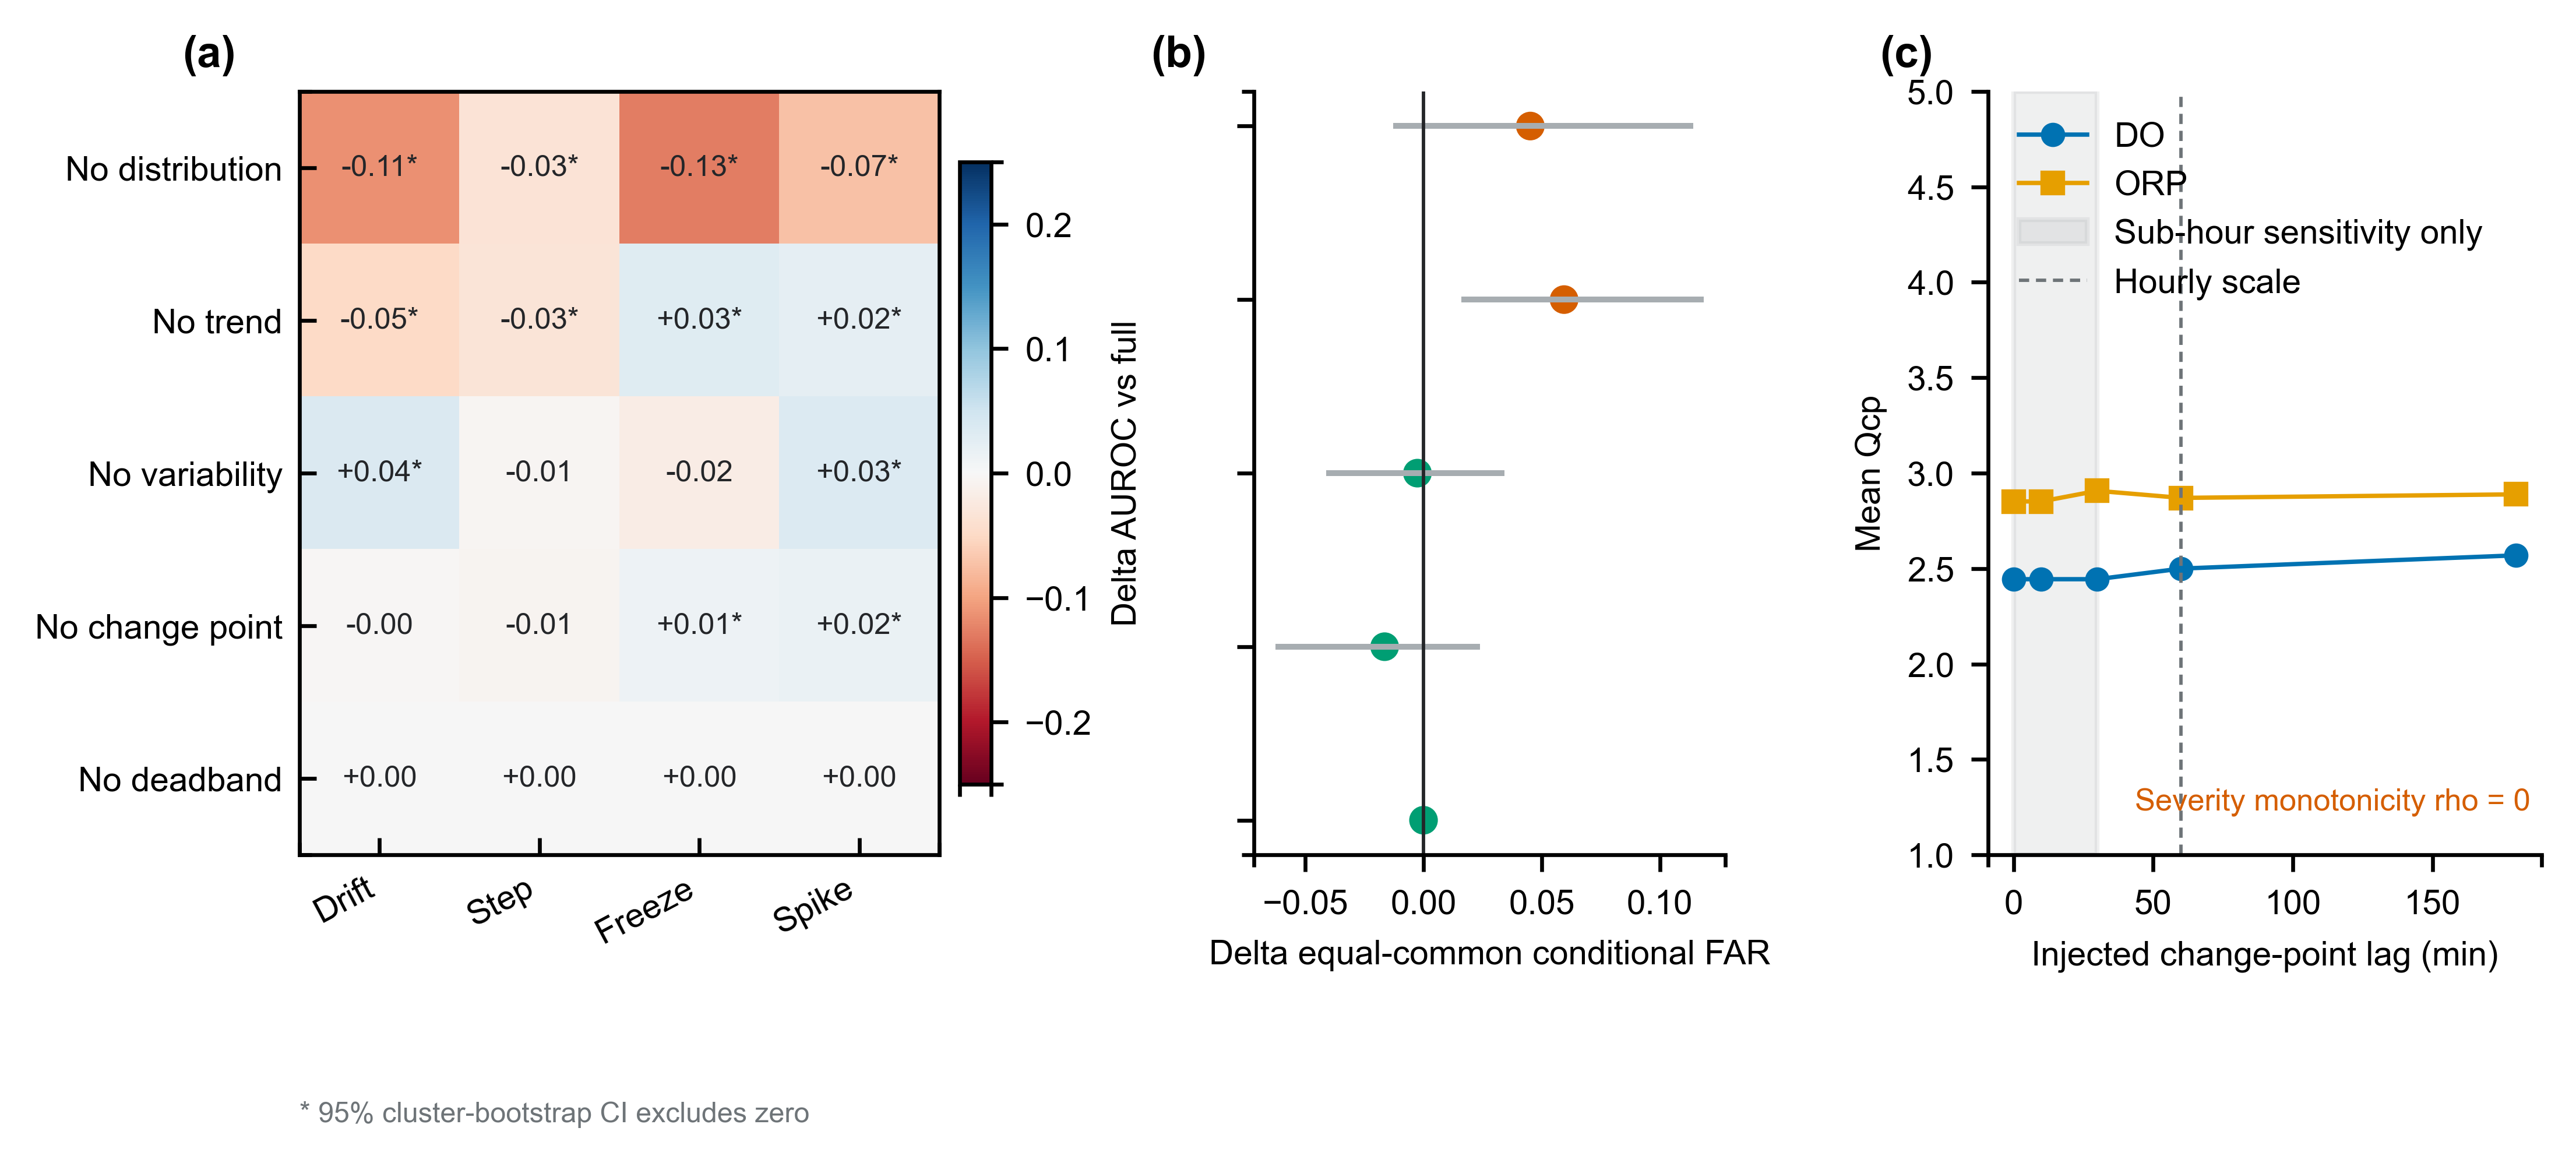 (a)
No distribution -0.11* -0.03* -0.13* -0.07*
No trend -0.05* -0.03* +0.03* +0.02*
No variability +0.04* -0.01 -0.02 +0.03*
No change point -0.00 -0.01 +0.01* +0.02*
No deadband +0.00 +0.00 +0.00 +0.00
Drift Step Freeze Spike
0.2
0.1
0.0
−0.1
−0.2
Delta AUROC vs full
* 95% cluster-bootstrap CI excludes zero
(b)
−0.05 0.00 0.05 0.10
Delta equal-common conditional FAR
(c)
5.0
4.5
4.0
3.5
3.0
2.5
2.0
1.5
1.0
Mean Qcp
DO
ORP
Sub-hour sensitivity only
Hourly scale
Severity monotonicity rho = 0
0 50 100 150
Injected change-point lag (min)